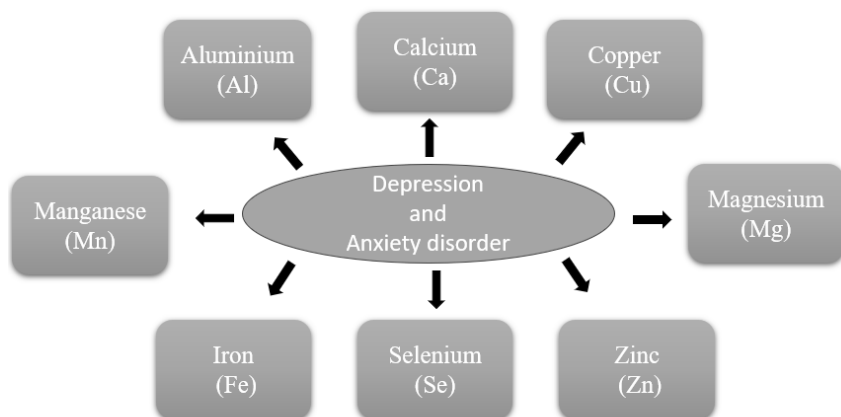 Aluminium
(Al)
Calcium
(Ca)
Copper
(Cu)
Manganese
(Mn)
Depression
and
Anxiety disorder
Magnesium
(Mg)
Iron
(Fe)
Selenium
(Se)
Zinc
(Zn)